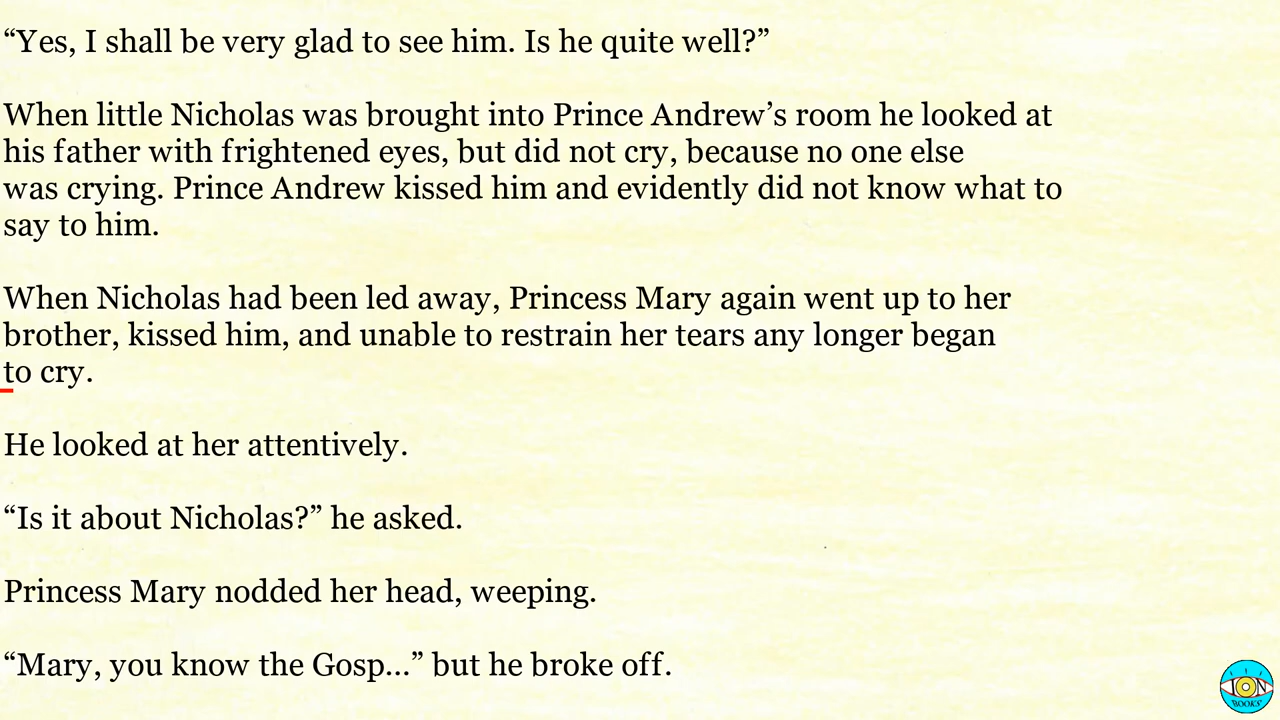 “Yes, I shall be very glad to see him. Is he quite well?”
When little Nicholas was brought into Prince Andrew’s room he looked at
his father with frightened eyes, but did not cry, because no one else
was crying. Prince Andrew kissed him and evidently did not know what to
say to him.
When Nicholas had been led away, Princess Mary again went up to her
brother, kissed him, and unable to restrain her tears any longer began
to cry.
He looked at her attentively.
“Is it about Nicholas?” he asked.
Princess Mary nodded her head, weeping.
“Mary, you know the Gosp...” but he broke off.
ION
BOOKS